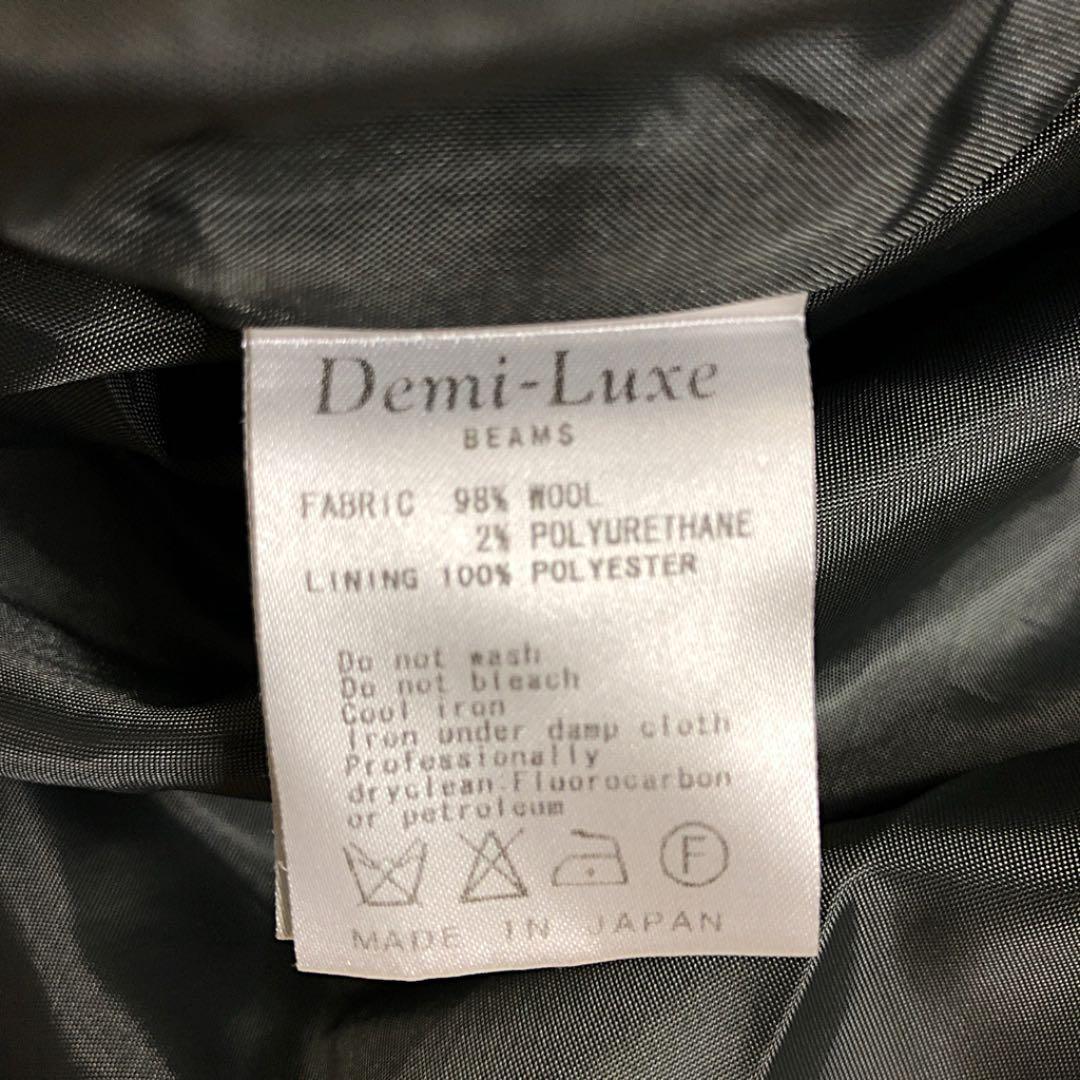 Demi-Luxe
BEAMS
FABRIC 98% WOOL
2% POLYURETHANE
LINING 100% POLYESTER
Do not wash
Do not bleach
Cool iron
Iron under damp cloth
Professionally
dryclean.Fluorocarbon
or petroleum
F
MADE IN JAPAN